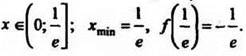 x ∈ (0; 1/e]; x_min = 1/e, f(1/e) = -1/e